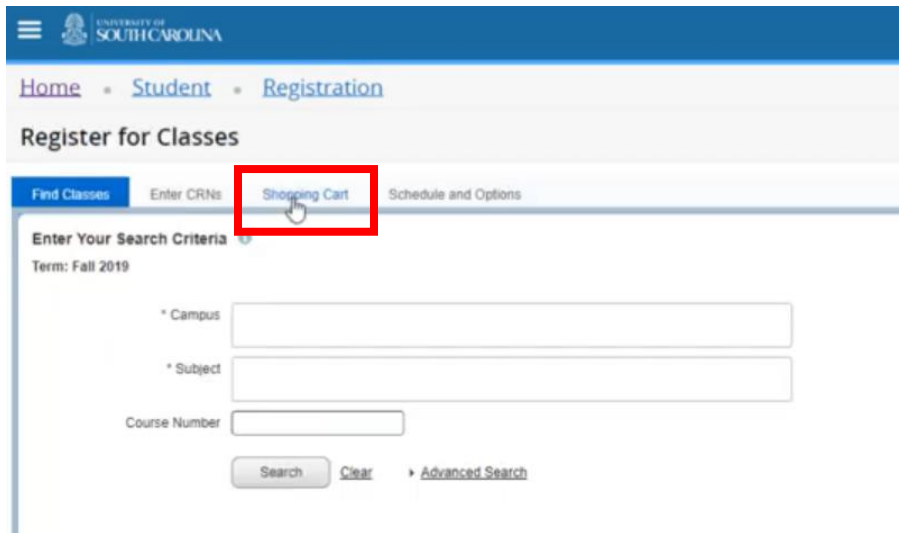 UNIVERSITY OF
SOUTH CAROLINA
Home Student Registration
Register for Classes
Find Classes Enter CRNs Shopping Cart Schedule and Options
Enter Your Search Criteria
Term: Fall 2019
* Campus
* Subject
Course Number
Search Clear Advanced Search